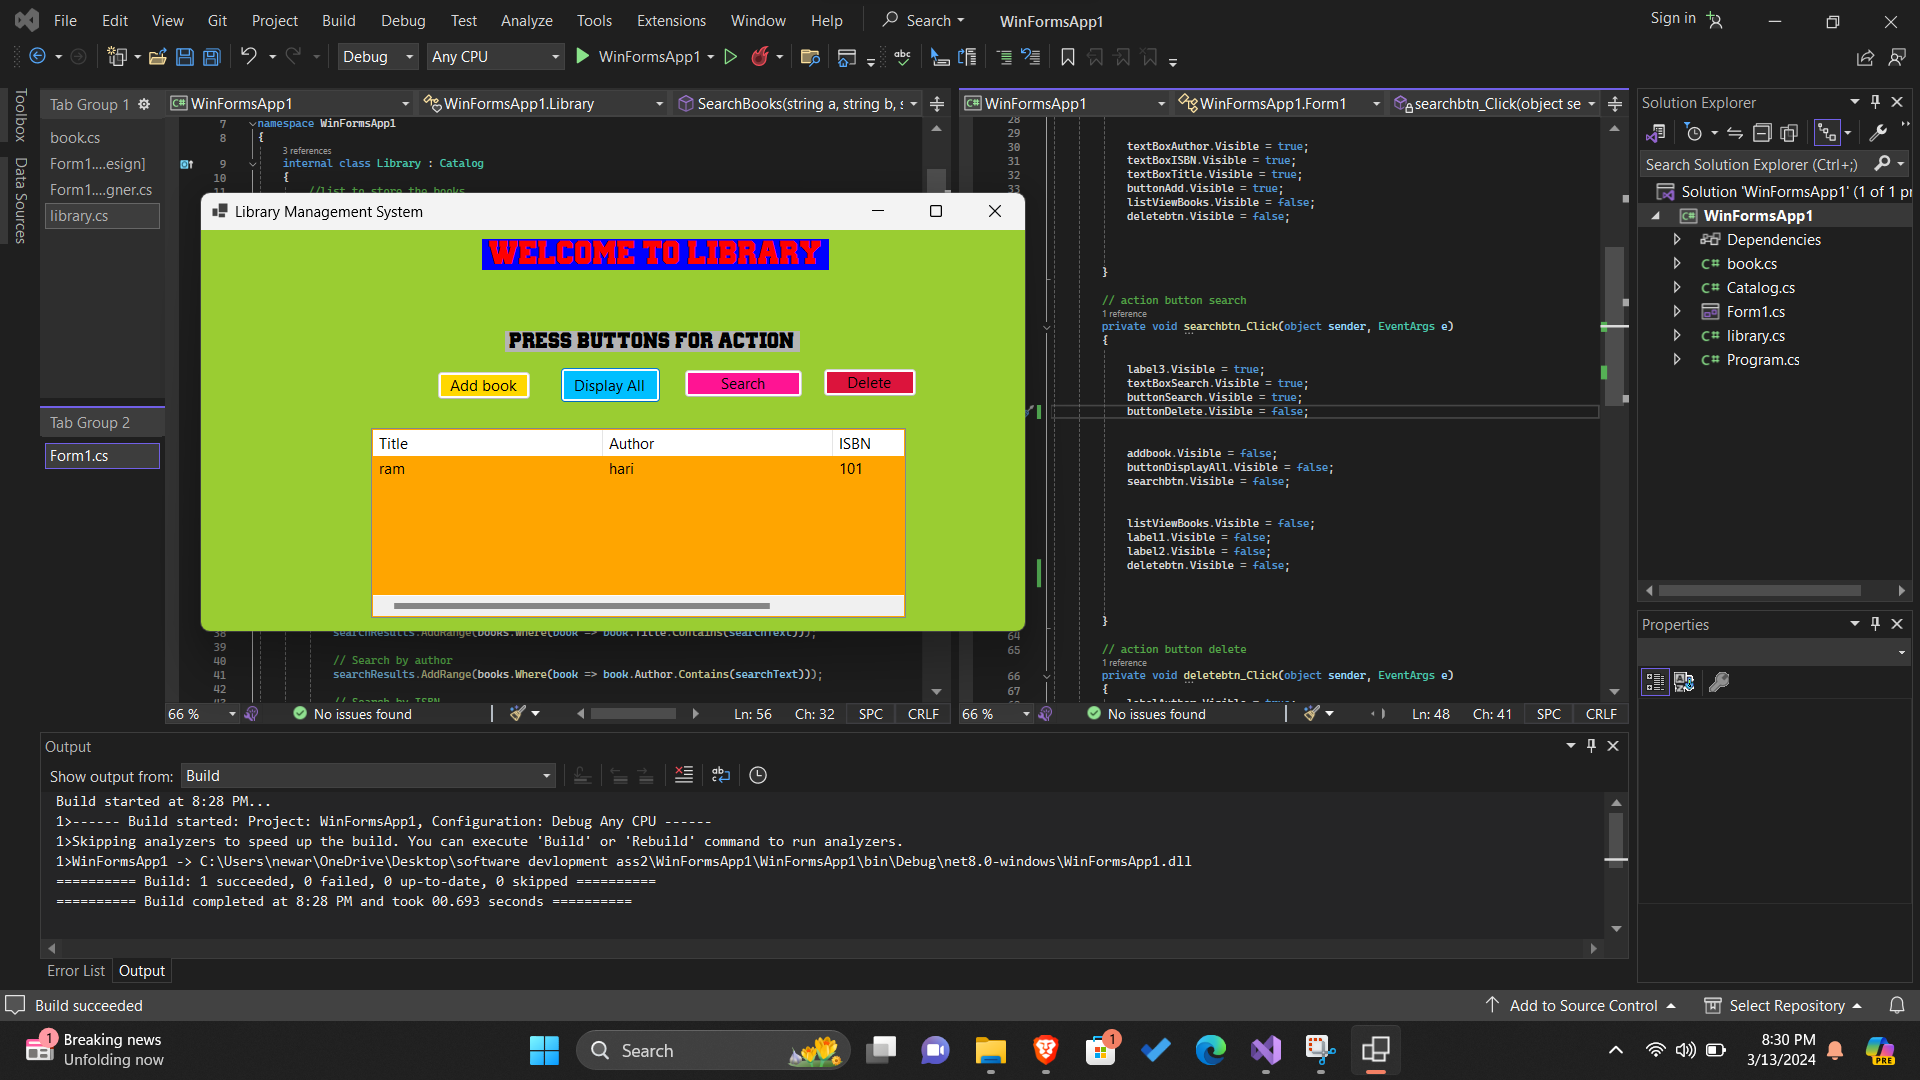 File Edit View Git Project Build Debug Test Analyze Tools Extensions Window Help Search WinFormsApp1 Sign in
Debug Any CPU WinFormsApp1
Toolbox
Data Sources
Tab Group 1
book.cs
Form1....esign]
Form1....gner.cs
library.cs
Tab Group 2
Form1.cs
WinFormsApp1 WinFormsApp1.Library SearchBooks(string a, string b, s
7 namespace WinFormsApp1
8 {
3 references
9 internal class Library : Catalog
10 {
11 //list to store the books
Library Management System
WELCOME TO LIBRARY
PRESS BUTTONS FOR ACTION
Add book Display All Search Delete
Title Author ISBN
ram hari 101
38 searchResults.AddRange(books.Where(book => book.Title.Contains(searchText)));
39
40 // Search by author
41 searchResults.AddRange(books.Where(book => book.Author.Contains(searchText)));
42
// Search by ISBN
66 % No issues found Ln: 56 Ch: 32 SPC CRLF
WinFormsApp1 WinFormsApp1.Form1 searchbtn_Click(object se
28
29
30 textBoxAuthor.Visible = true;
31 textBoxISBN.Visible = true;
32 textBoxTitle.Visible = true;
33 buttonAdd.Visible = true;
listViewBooks.Visible = false;
deletebtn.Visible = false;
}
// action button search
1 reference
private void searchbtn_Click(object sender, EventArgs e)
{
label3.Visible = true;
textBoxSearch.Visible = true;
buttonSearch.Visible = true;
buttonDelete.Visible = false;
addbook.Visible = false;
buttonDisplayAll.Visible = false;
searchbtn.Visible = false;
listViewBooks.Visible = false;
label1.Visible = false;
label2.Visible = false;
deletebtn.Visible = false;
}
64
65 // action button delete
1 reference
66 private void deletebtn_Click(object sender, EventArgs e)
67 {
66 % No issues found Ln: 48 Ch: 41 SPC CRLF
Solution Explorer
Search Solution Explorer (Ctrl+;)
Solution 'WinFormsApp1' (1 of 1 pr
WinFormsApp1
Dependencies
book.cs
Catalog.cs
Form1.cs
library.cs
Program.cs
Properties
Output
Show output from: Build
Build started at 8:28 PM...
1>------ Build started: Project: WinFormsApp1, Configuration: Debug Any CPU ------
1>Skipping analyzers to speed up the build. You can execute 'Build' or 'Rebuild' command to run analyzers.
1>WinFormsApp1 -> C:\Users\newar\OneDrive\Desktop\software devlopment ass2\WinFormsApp1\WinFormsApp1\bin\Debug\net8.0-windows\WinFormsApp1.dll
========== Build: 1 succeeded, 0 failed, 0 up-to-date, 0 skipped ==========
========== Build completed at 8:28 PM and took 00.693 seconds ==========
Error List Output
Build succeeded Add to Source Control Select Repository
1 Breaking news
Unfolding now
Search
1
PRE
8:30 PM
3/13/2024